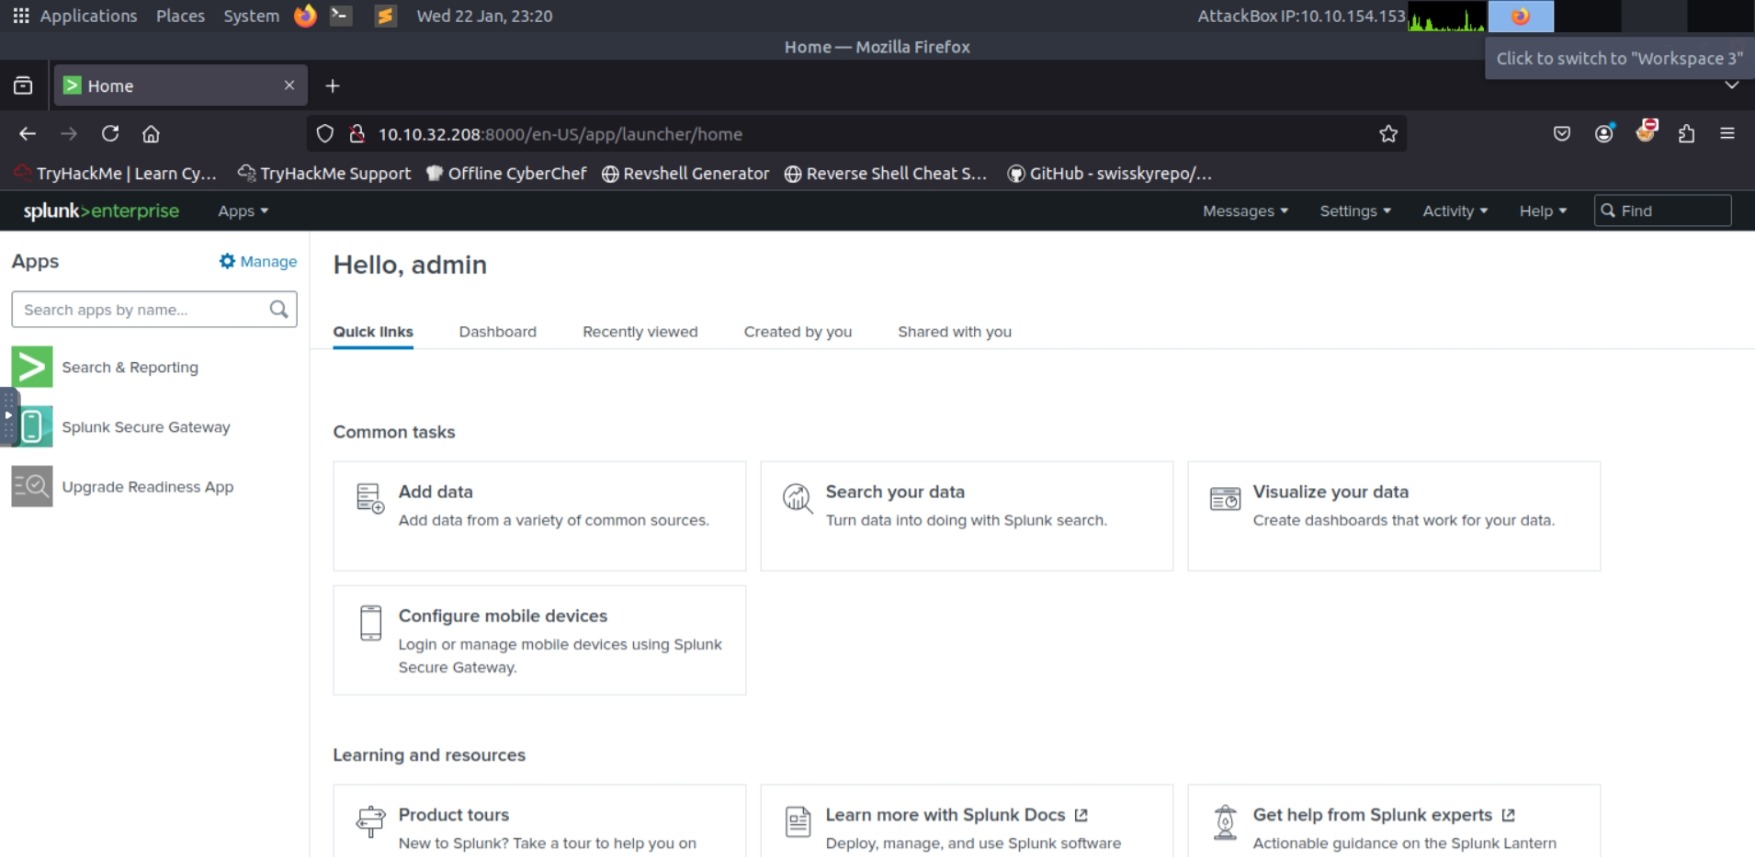 Applications Places System Wed 22 Jan, 23:20 AttackBox IP:10.10.154.153
Home — Mozilla Firefox
Click to switch to "Workspace 3"
Home
10.10.32.208:8000/en-US/app/launcher/home
TryHackMe | Learn Cy... TryHackMe Support Offline CyberChef Revshell Generator Reverse Shell Cheat S... GitHub - swisskyrepo/...
splunk>enterprise Apps Messages Settings Activity Help Find
Apps Manage
Search apps by name...
Search & Reporting
Splunk Secure Gateway
Upgrade Readiness App
Hello, admin
Quick links Dashboard Recently viewed Created by you Shared with you
Common tasks
Add data
Add data from a variety of common sources.
Search your data
Turn data into doing with Splunk search.
Visualize your data
Create dashboards that work for your data.
Configure mobile devices
Login or manage mobile devices using Splunk
Secure Gateway.
Learning and resources
Product tours
New to Splunk? Take a tour to help you on
Learn more with Splunk Docs
Deploy, manage, and use Splunk software
Get help from Splunk experts
Actionable guidance on the Splunk Lantern